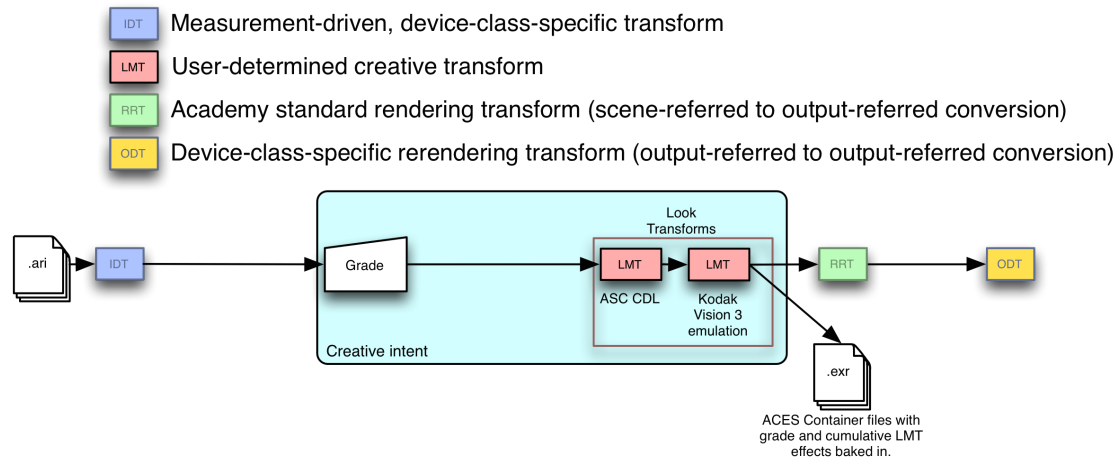 IDT Measurement-driven, device-class-specific transform
LMT User-determined creative transform
RRT Academy standard rendering transform (scene-referred to output-referred conversion)
ODT Device-class-specific rerendering transform (output-referred to output-referred conversion)
Look
Transforms
.ari
IDT
Grade
LMT
LMT
RRT
ODT
ASC CDL
Kodak
Vision 3
emulation
Creative intent
.exr
ACES Container files with
grade and cumulative LMT
effects baked in.